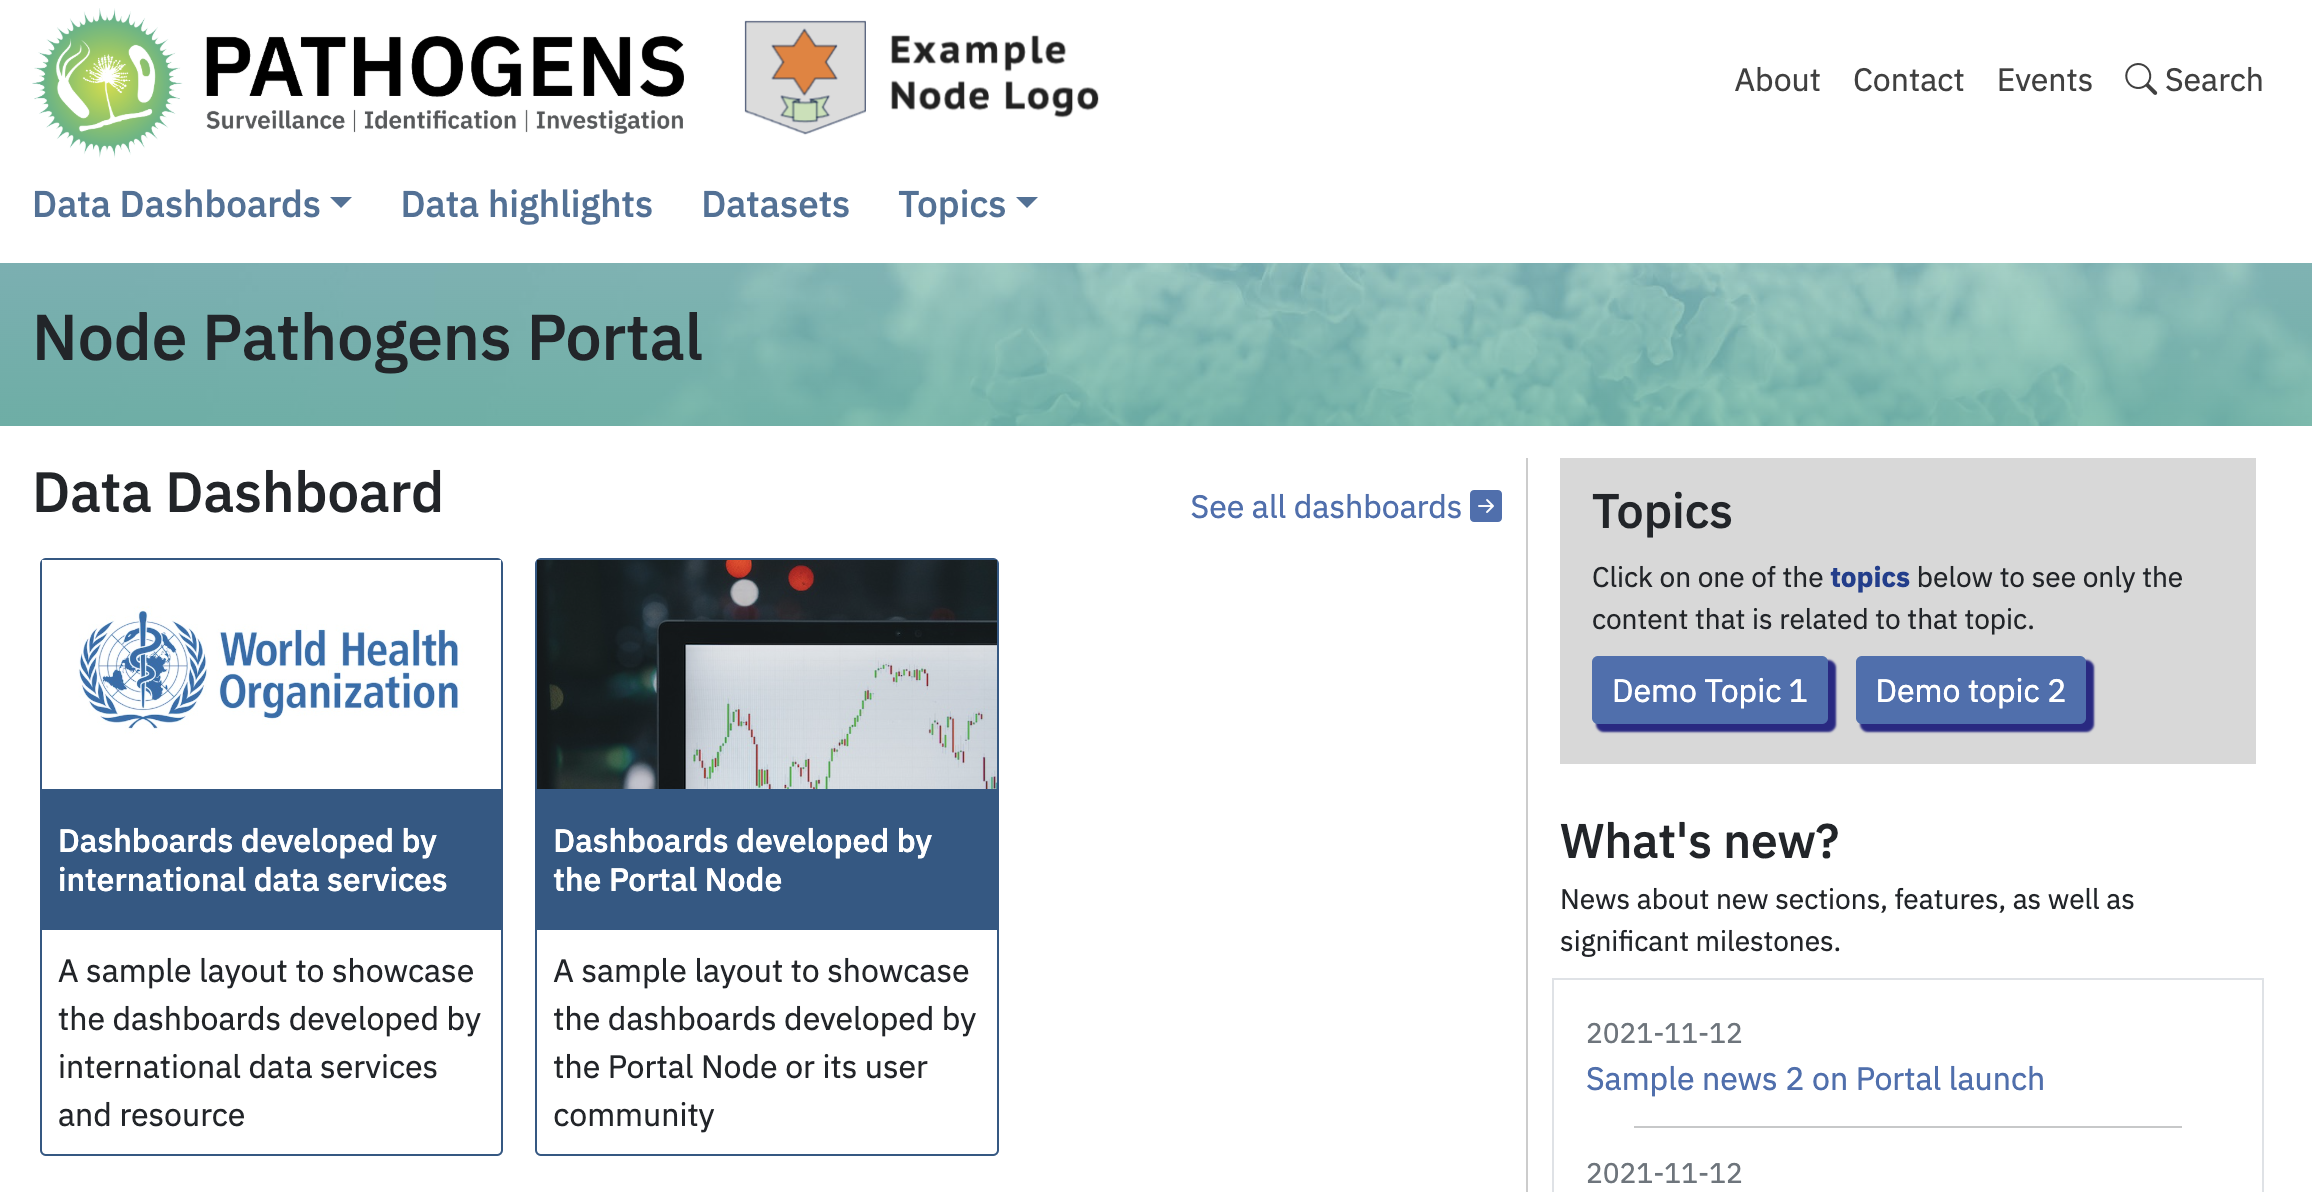 PATHOGENS
Surveillance | Identification | Investigation
Example
Node Logo
About Contact Events Search
Data Dashboards Data highlights Datasets Topics
Node Pathogens Portal
Data Dashboard
See all dashboards
World Health
Organization
Dashboards developed by
international data services
A sample layout to showcase
the dashboards developed by
international data services
and resource
Dashboards developed by
the Portal Node
A sample layout to showcase
the dashboards developed by
the Portal Node or its user
community
Topics
Click on one of the topics below to see only the
content that is related to that topic.
Demo Topic 1 Demo topic 2
What's new?
News about new sections, features, as well as
significant milestones.
2021-11-12
Sample news 2 on Portal launch
2021-11-12